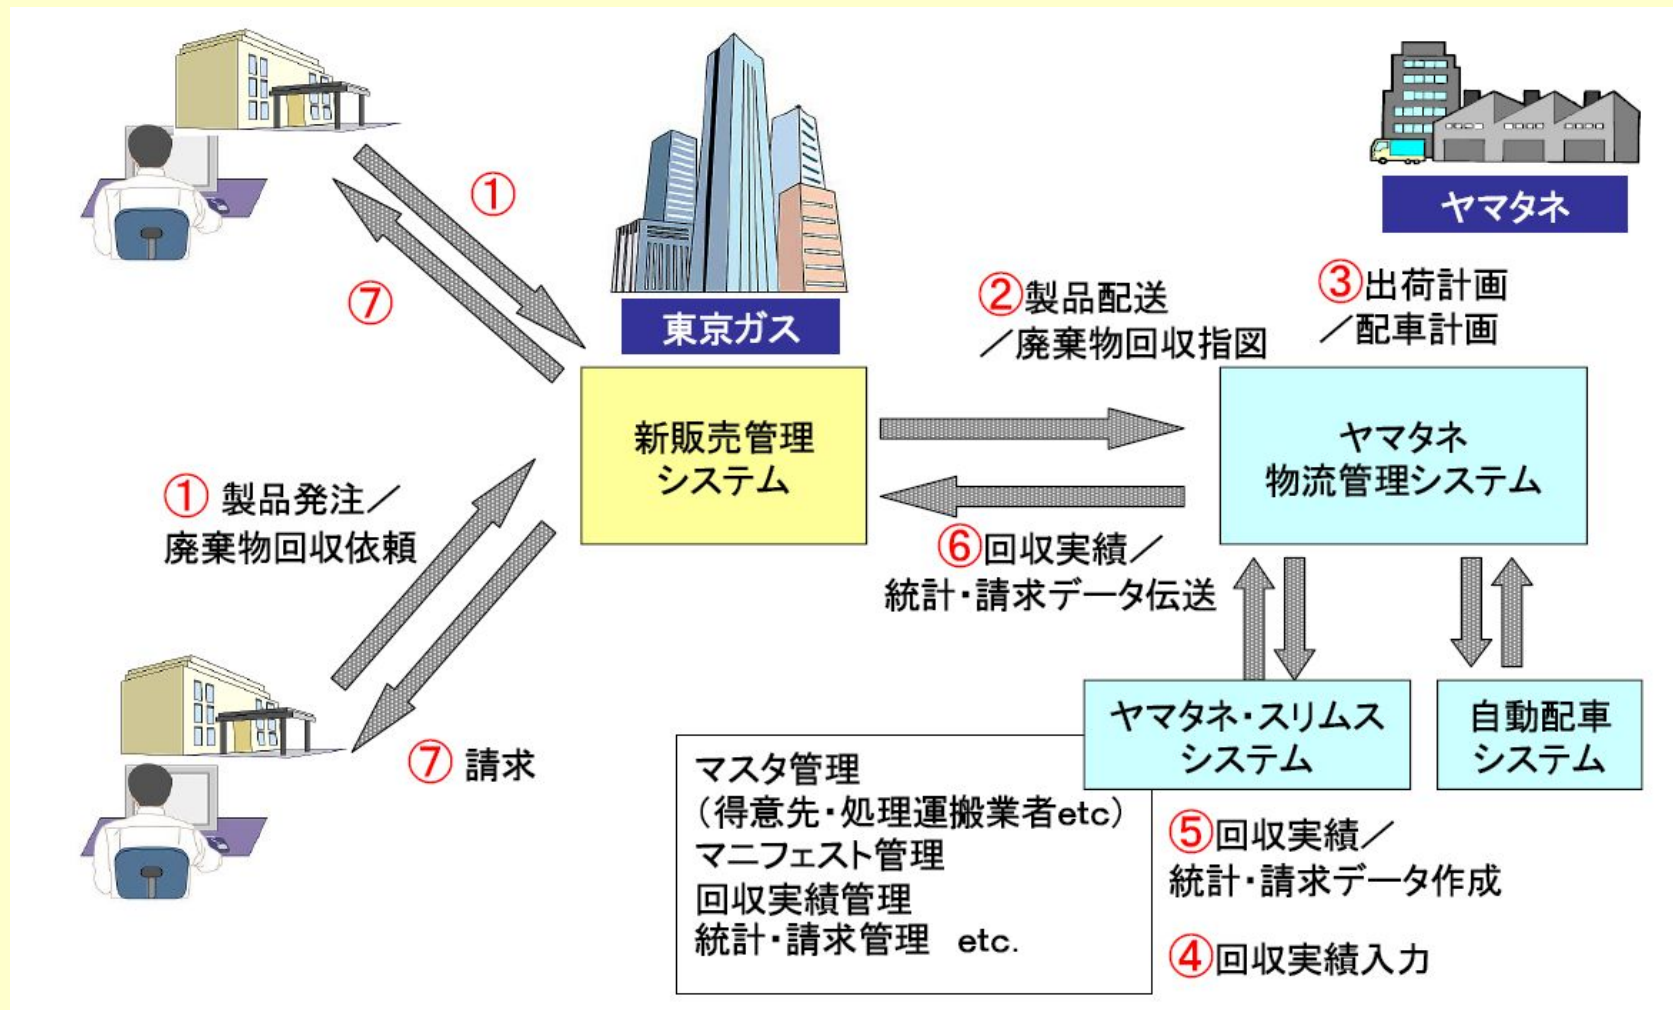 ①
⑦
東京ガス
ヤマタネ
②製品配送
／廃棄物回収指図
③出荷計画
／配車計画
新販売管理
システム
ヤマタネ
物流管理システム
① 製品発注／
廃棄物回収依頼
⑥回収実績／
統計・請求データ伝送
⑦ 請求
ヤマタネ・スリムス
システム
自動配車
システム
マスタ管理
（得意先・処理運搬業者etc）
マニフェスト管理
回収実績管理
統計・請求管理　etc.
⑤回収実績／
統計・請求データ作成
④回収実績入力